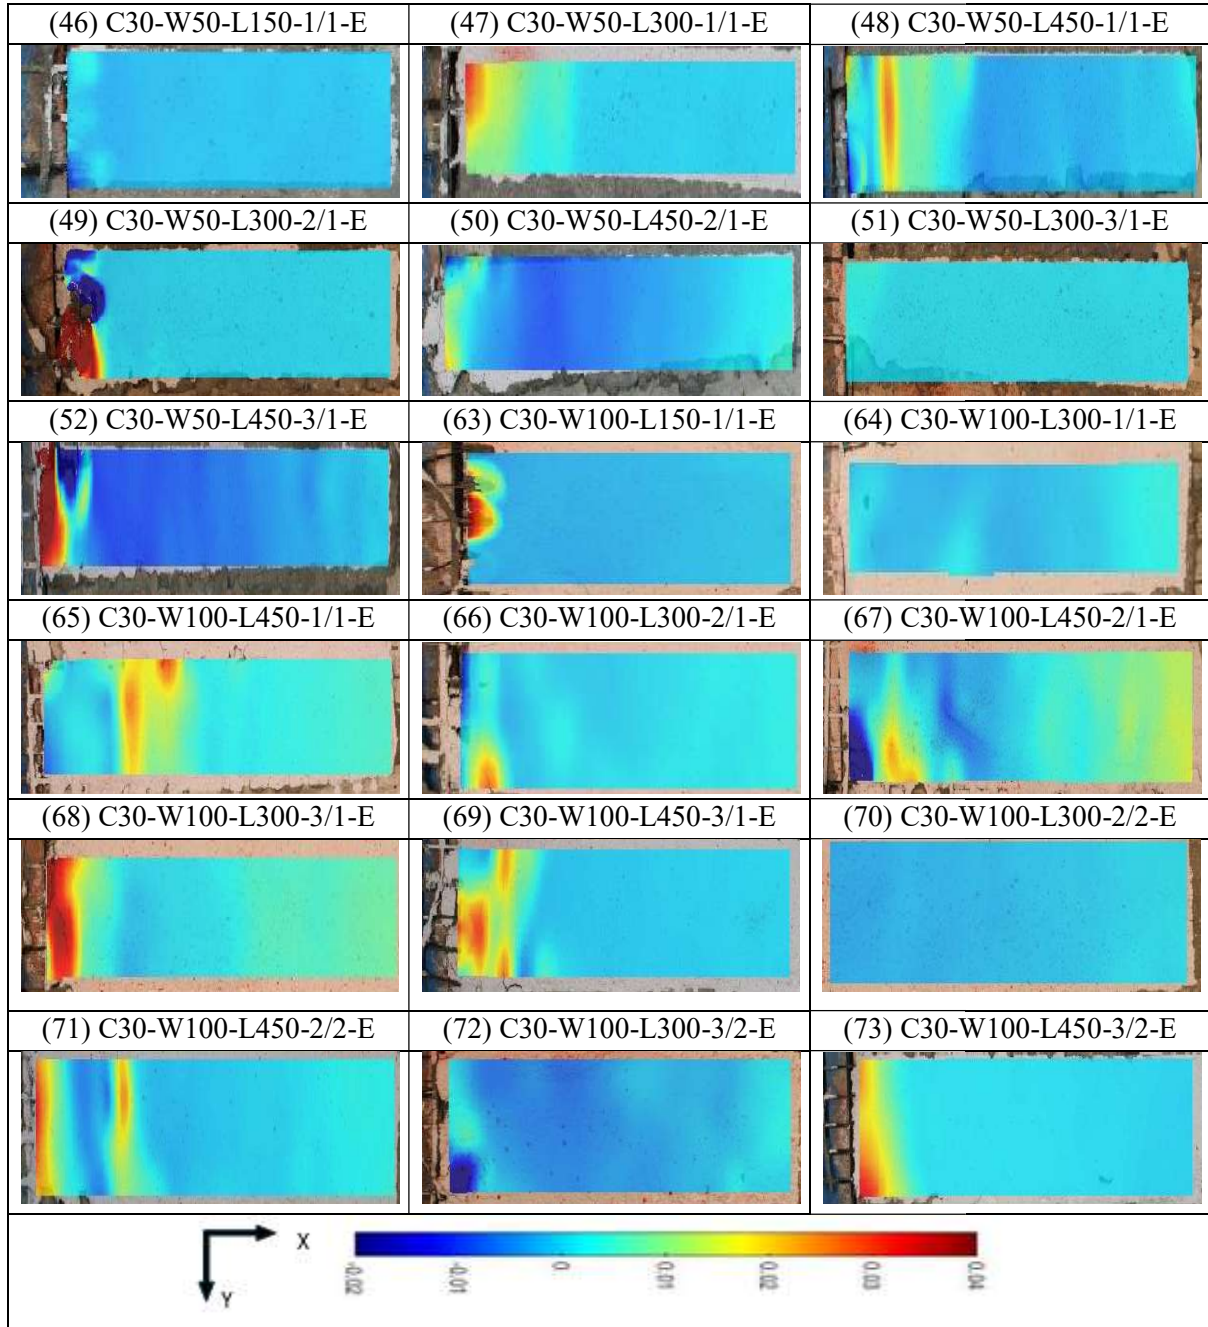 (46) C30-W50-L150-1/1-E (47) C30-W50-L300-1/1-E (48) C30-W50-L450-1/1-E
(49) C30-W50-L300-2/1-E (50) C30-W50-L450-2/1-E (51) C30-W50-L300-3/1-E
(52) C30-W50-L450-3/1-E (63) C30-W100-L150-1/1-E (64) C30-W100-L300-1/1-E
(65) C30-W100-L450-1/1-E (66) C30-W100-L300-2/1-E (67) C30-W100-L450-2/1-E
(68) C30-W100-L300-3/1-E (69) C30-W100-L450-3/1-E (70) C30-W100-L300-2/2-E
(71) C30-W100-L450-2/2-E (72) C30-W100-L300-3/2-E (73) C30-W100-L450-3/2-E
X
Y
-0.02 -0.01 0. 0.01 0.02 0.03 0.04